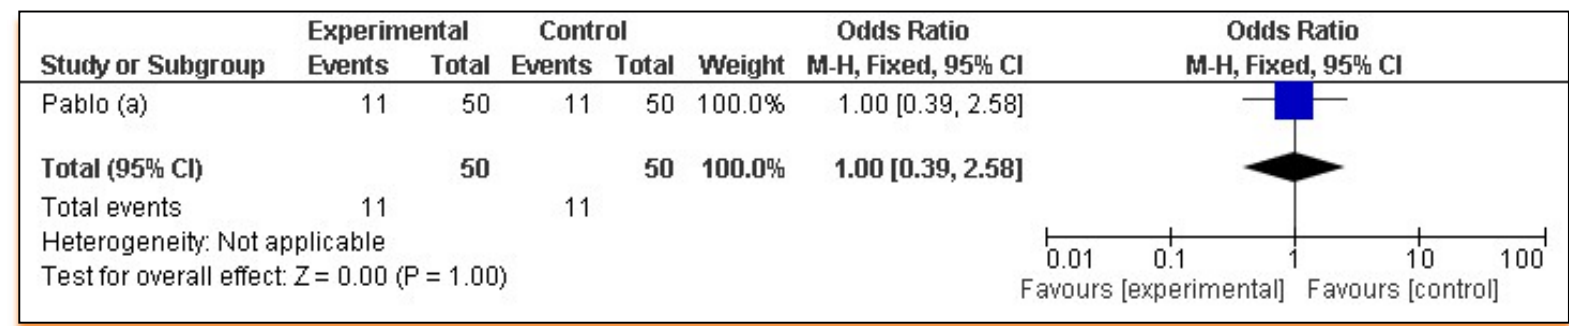 Experimental Control Odds Ratio Odds Ratio
Study or Subgroup Events Total Events Total Weight M-H, Fixed, 95% CI M-H, Fixed, 95% CI
Pablo (a) 11 50 11 50 100.0% 1.00 [0.39, 2.58]
Total (95% CI) 50 50 100.0% 1.00 [0.39, 2.58]
Total events 11 11
Heterogeneity: Not applicable
Test for overall effect: Z = 0.00 (P = 1.00)
0.01 0.1 1 10 100
Favours [experimental] Favours [control]